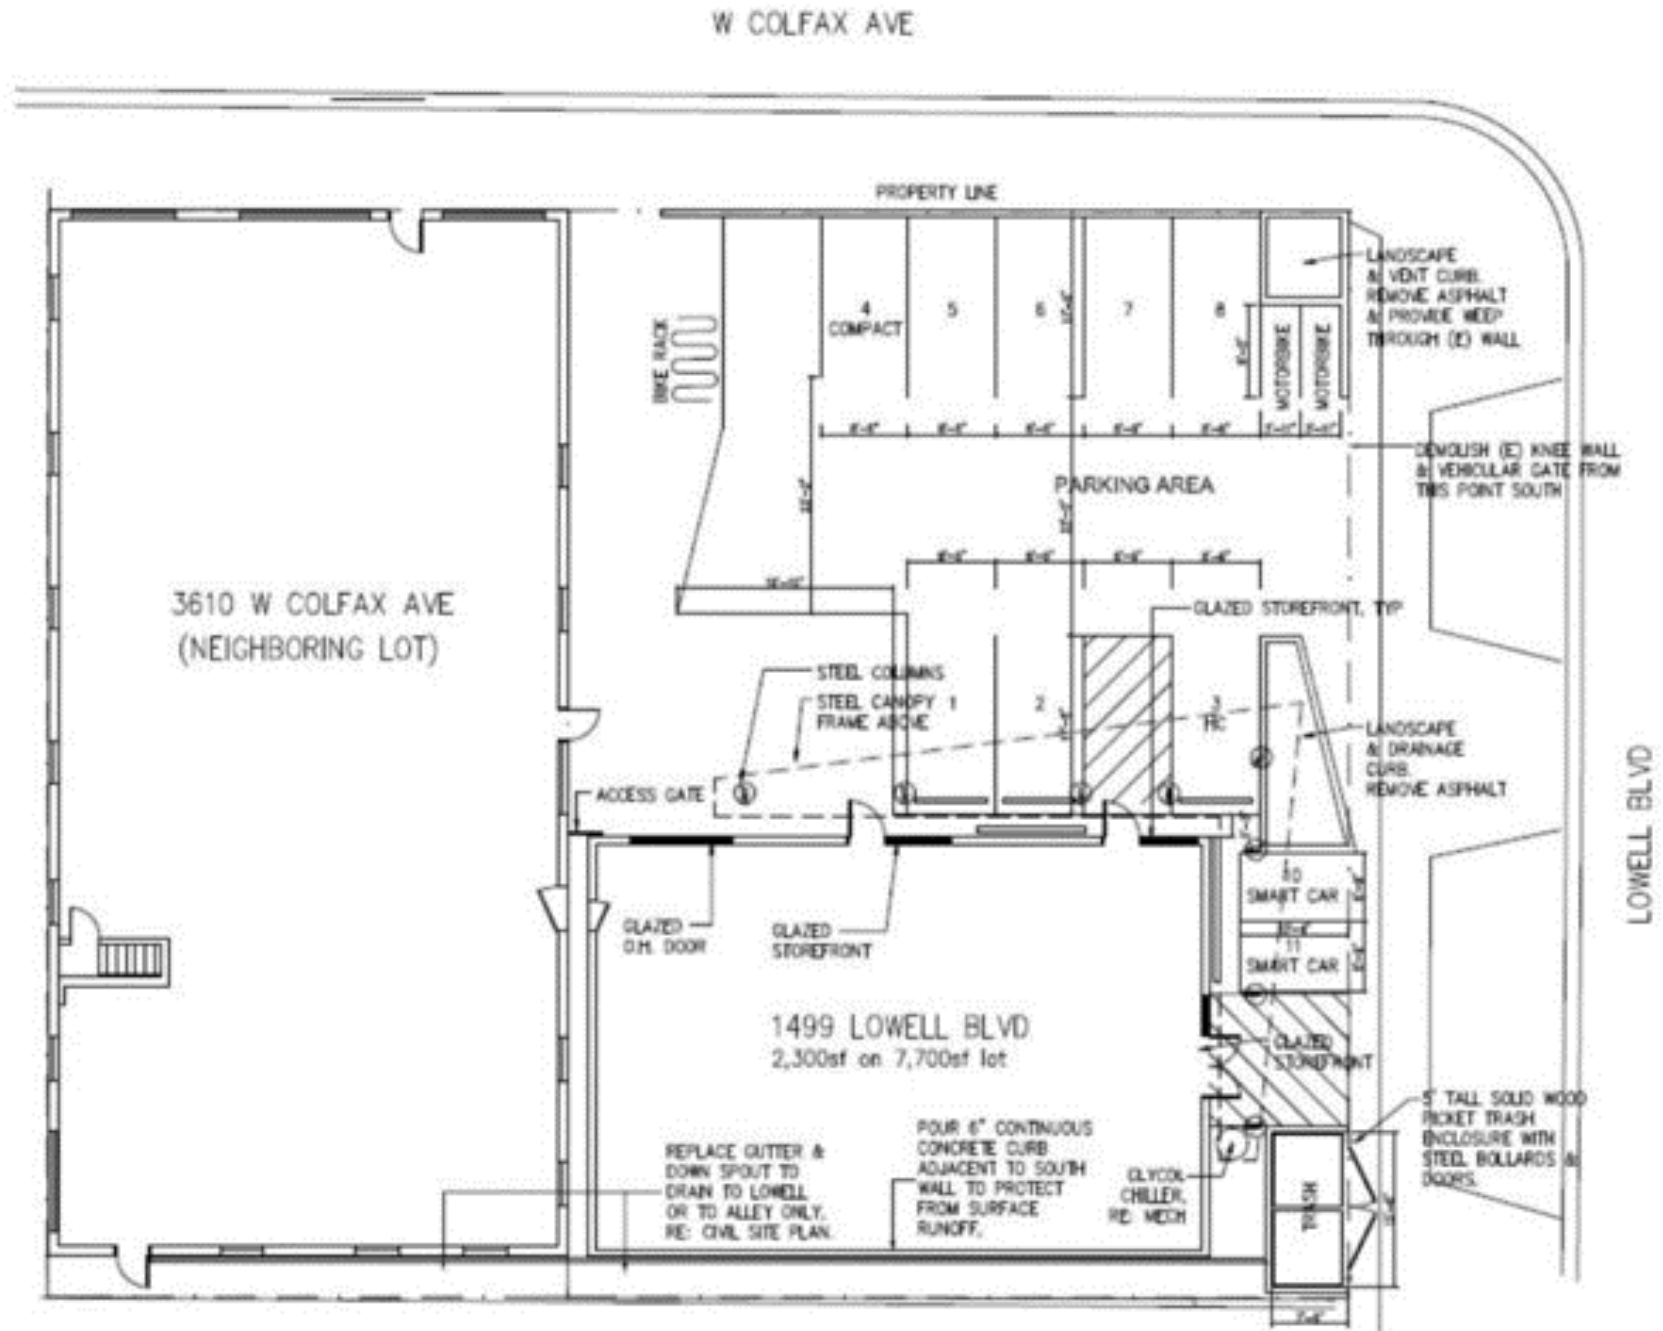 W COLFAX AVE
PROPERTY LINE
LANDSCAPE
& VENT CURB.
REMOVE ASPHALT
& PROVIDE WEEP
THROUGH (E) WALL
4
COMPACT
5
6
7
8
BIKE RACK
MOTORBIKE
MOTORBIKE
DEMOLISH (E) KNEE WALL
& VEHICULAR GATE FROM
THIS POINT SOUTH
PARKING AREA
3610 W COLFAX AVE
(NEIGHBORING LOT)
GLAZED STOREFRONT, TYP
STEEL COLUMNS
STEEL CANOPY
FRAME ABOVE
1
2
3
HC
LANDSCAPE
& DRAINAGE
CURB.
REMOVE ASPHALT
LOWELL BLVD
ACCESS GATE
10
SMART CAR
11
SMART CAR
GLAZED
O.H. DOOR
GLAZED
STOREFRONT
1499 LOWELL BLVD
2,300sf on 7,700sf lot
GLAZED
STOREFRONT
5' TALL SOLID WOOD
PICKET TRASH
ENCLOSURE WITH
STEEL BOLLARDS &
DOORS.
REPLACE GUTTER &
DOWN SPOUT TO
DRAIN TO LOWELL
OR TO ALLEY ONLY.
RE: CIVIL SITE PLAN.
POUR 6" CONTINUOUS
CONCRETE CURB
ADJACENT TO SOUTH
WALL TO PROTECT
FROM SURFACE
RUNOFF.
GLYCOL
CHILLER,
RE: MECH
TRASH